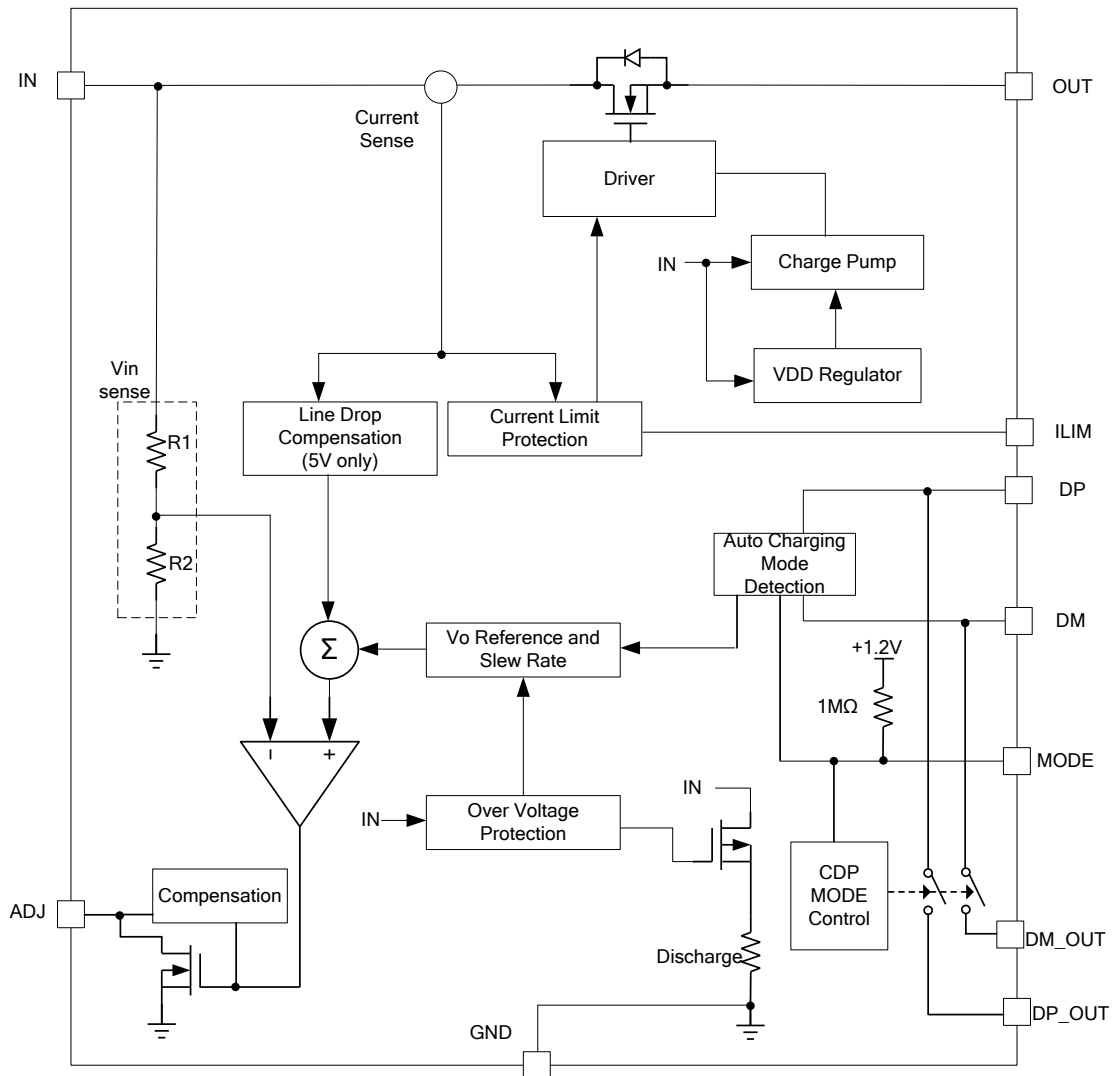 IN
OUT
Current
Sense
Driver
IN
Charge Pump
VDD Regulator
Vin
sense
R1
R2
Line Drop
Compensation
(5V only)
Current Limit
Protection
ILIM
DP
Auto Charging
Mode
Detection
DM
Σ
Vo Reference and
Slew Rate
+1.2V
1MΩ
MODE
−
+
IN
Over Voltage
Protection
IN
CDP
MODE
Control
ADJ
Compensation
Discharge
DM_OUT
DP_OUT
GND